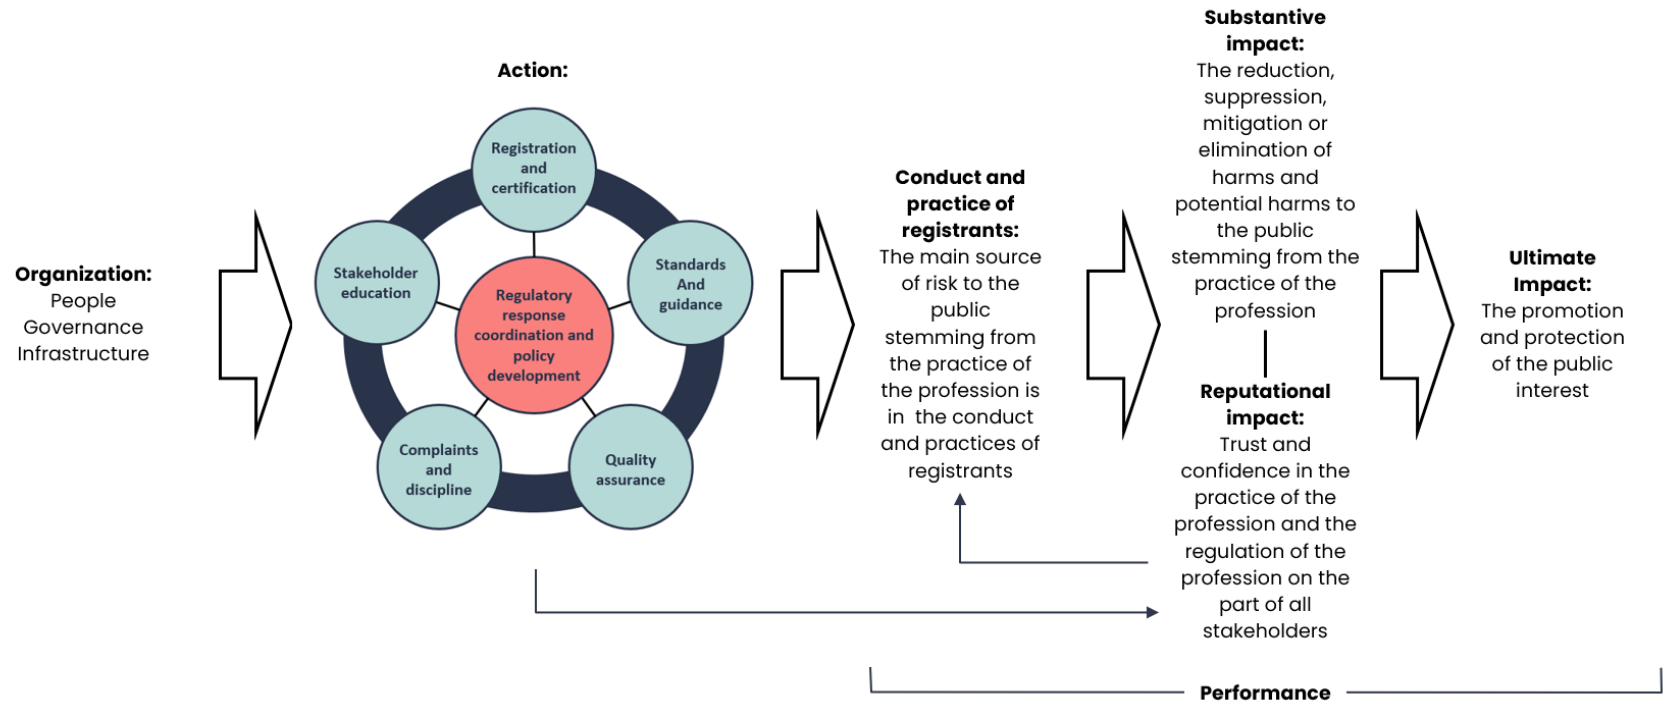 Organization:
People
Governance
Infrastructure
Action:
Registration
and
certification
Stakeholder
education
Standards
And
guidance
Regulatory
response
coordination and
policy
development
Complaints
and
discipline
Quality
assurance
Conduct and
practice of
registrants:
The main source
of risk to the
public
stemming from
the practice of
the profession is
in the conduct
and practices of
registrants
Substantive
impact:
The reduction,
suppression,
mitigation or
elimination of
harms and
potential harms to
the public
stemming from the
practice of the
profession
Reputational
impact:
Trust and
confidence in the
practice of the
profession and the
regulation of the
profession on the
part of all
stakeholders
Ultimate
Impact:
The promotion
and protection
of the public
interest
Performance